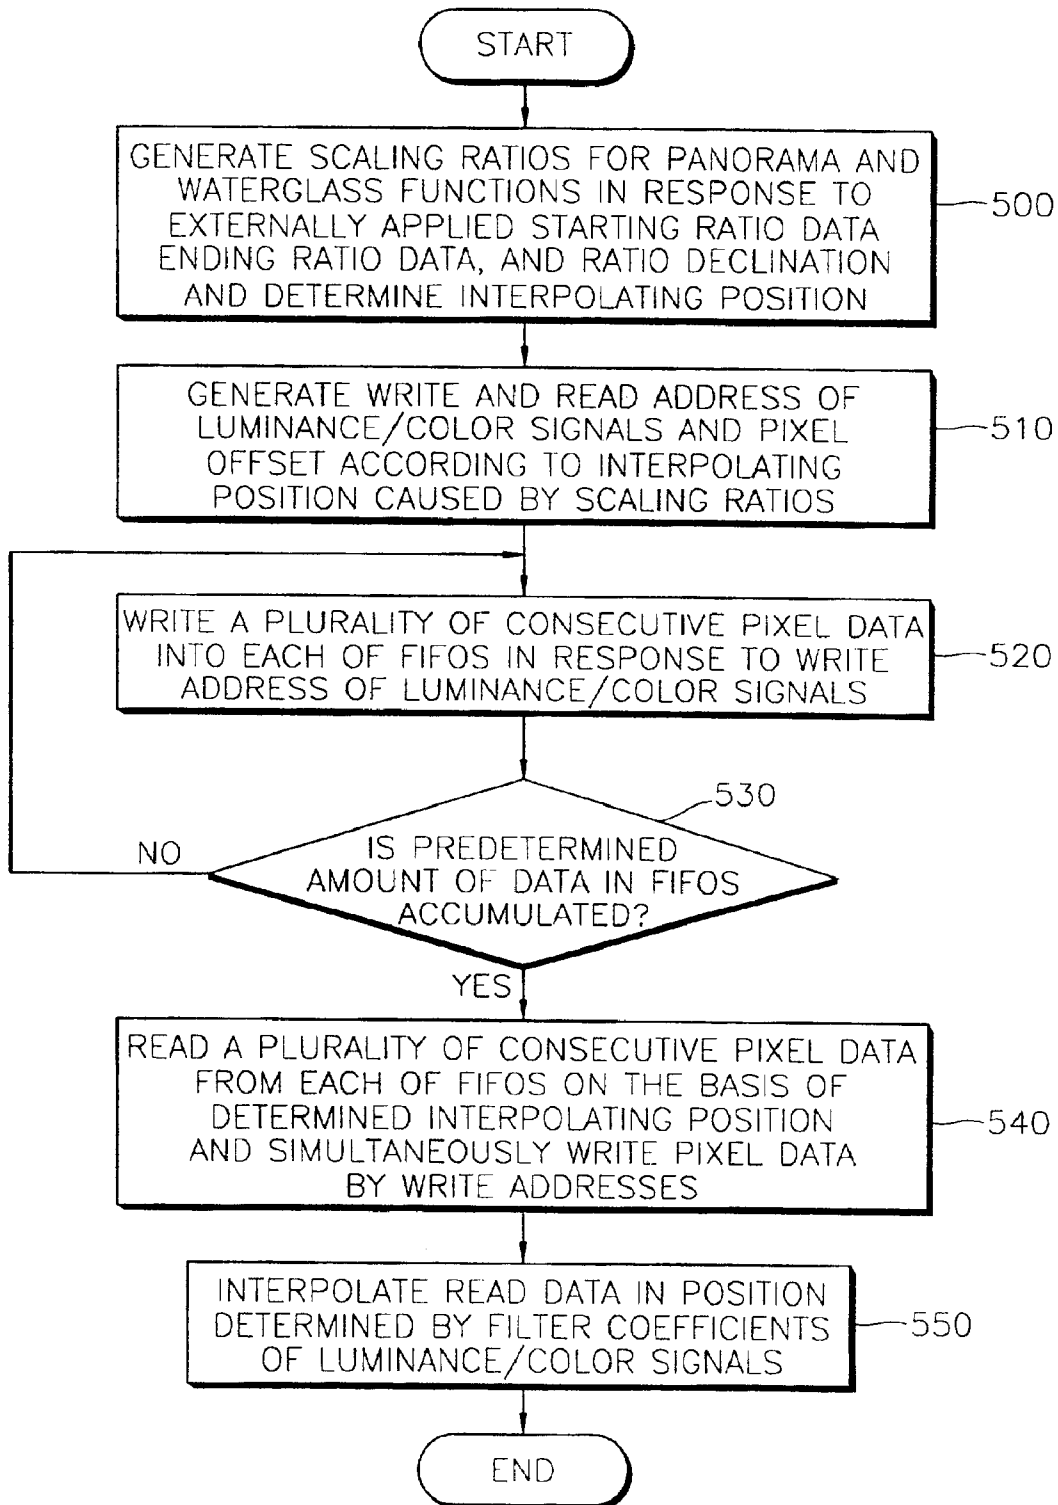 START
GENERATE SCALING RATIOS FOR PANORAMA AND
WATERGLASS FUNCTIONS IN RESPONSE TO
EXTERNALLY APPLIED STARTING RATIO DATA
ENDING RATIO DATA, AND RATIO DECLINATION
AND DETERMINE INTERPOLATING POSITION
500
GENERATE WRITE AND READ ADDRESS OF
LUMINANCE/COLOR SIGNALS AND PIXEL
OFFSET ACCORDING TO INTERPOLATING
POSITION CAUSED BY SCALING RATIOS
510
WRITE A PLURALITY OF CONSECUTIVE PIXEL DATA
INTO EACH OF FIFOS IN RESPONSE TO WRITE
ADDRESS OF LUMINANCE/COLOR SIGNALS
520
530
IS PREDETERMINED
AMOUNT OF DATA IN FIFOS
ACCUMULATED?
NO
YES
READ A PLURALITY OF CONSECUTIVE PIXEL DATA
FROM EACH OF FIFOS ON THE BASIS OF
DETERMINED INTERPOLATING POSITION
AND SIMULTANEOUSLY WRITE PIXEL DATA
BY WRITE ADDRESSES
540
INTERPOLATE READ DATA IN POSITION
DETERMINED BY FILTER COEFFICIENTS
OF LUMINANCE/COLOR SIGNALS
550
END